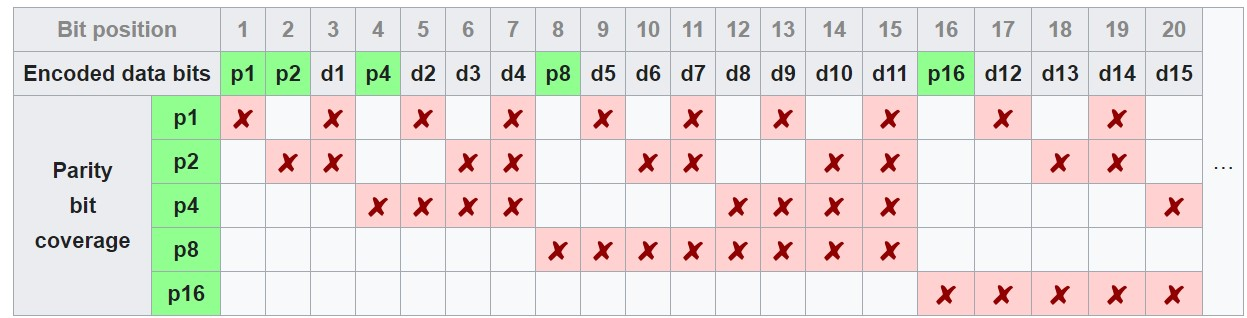 Bit position 1 2 3 4 5 6 7 8 9 10 11 12 13 14 15 16 17 18 19 20
Encoded data bits p1 p2 d1 p4 d2 d3 d4 p8 d5 d6 d7 d8 d9 d10 d11 p16 d12 d13 d14 d15
Parity
bit
coverage
p1 ✘ ✘ ✘ ✘ ✘ ✘ ✘ ✘ ✘ ✘
p2 ✘ ✘ ✘ ✘ ✘ ✘ ✘ ✘ ✘ ✘
p4 ✘ ✘ ✘ ✘ ✘ ✘ ✘ ✘ ✘
p8 ✘ ✘ ✘ ✘ ✘ ✘ ✘ ✘
p16 ✘ ✘ ✘ ✘ ✘
...